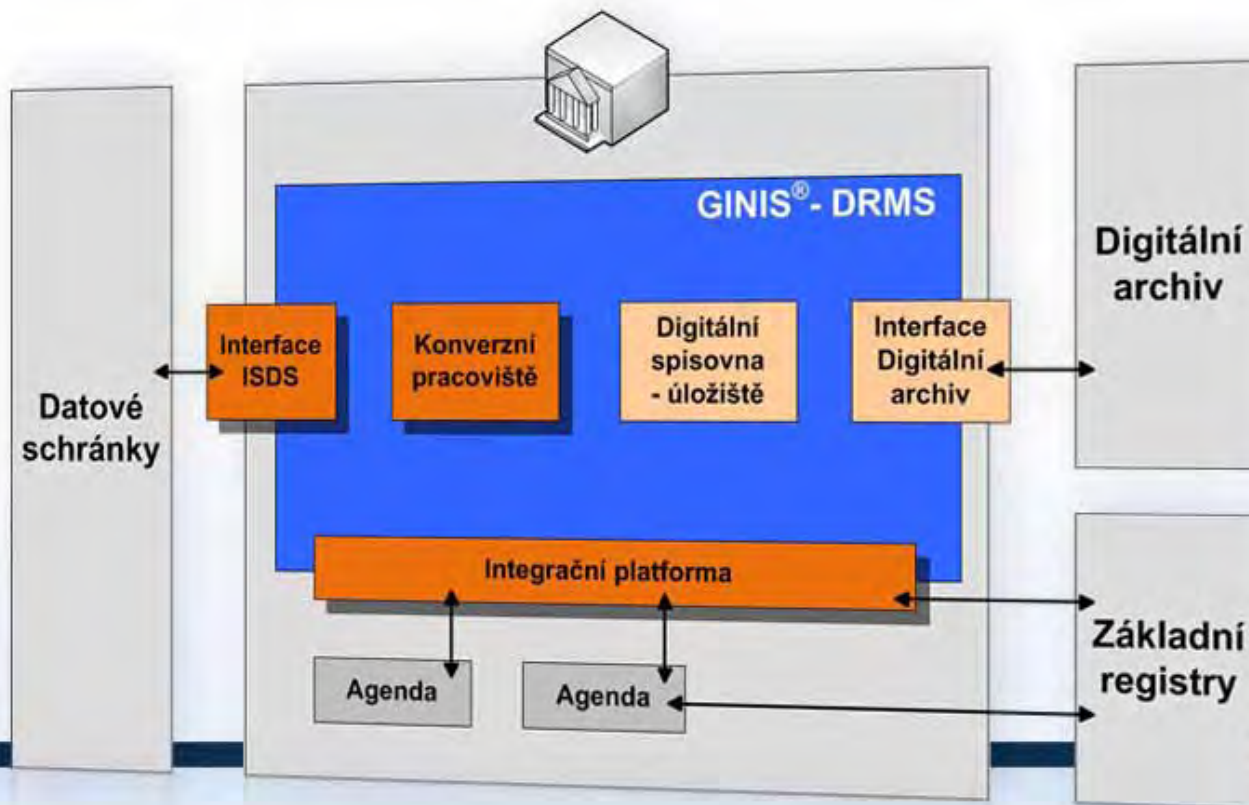 GINIS®- DRMS
Datové
schránky
Interface
ISDS
Konverzní
pracoviště
Digitální
spisovna
- úložiště
Interface
Digitální
archiv
Digitální
archiv
Integrační platforma
Agenda
Agenda
Základní
registry